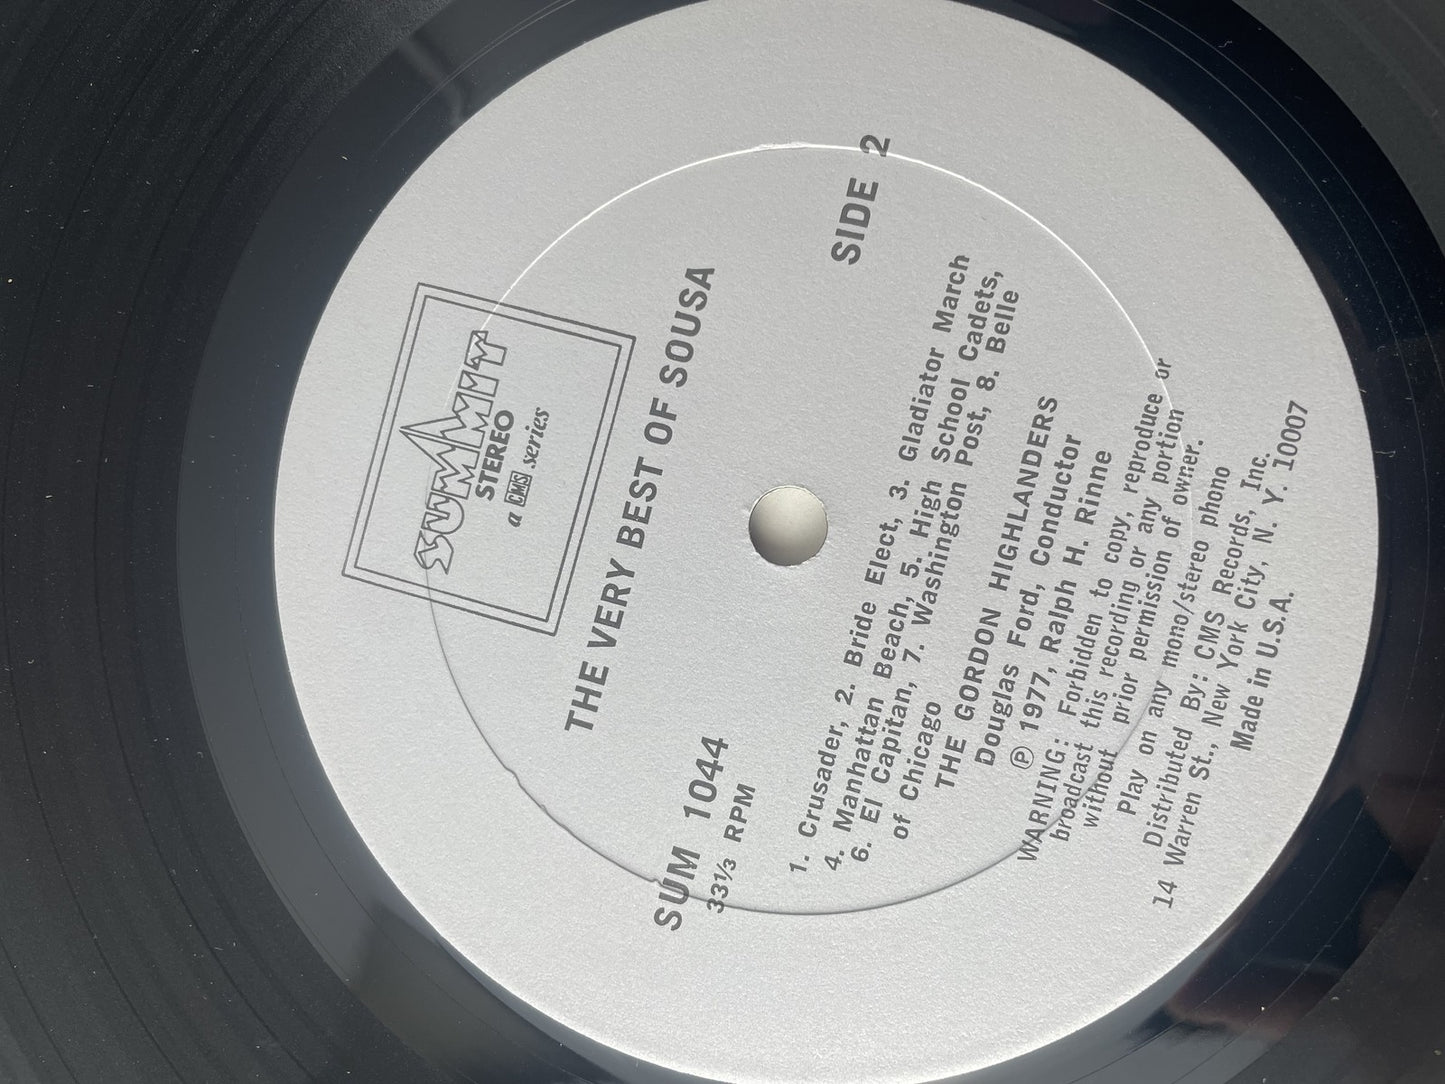 SUMMIT
STEREO
a CMS series
THE VERY BEST OF SOUSA
SUM 1044
33⅓ RPM
SIDE 2
1. Crusader, 2. Bride Elect, 3. Gladiator March
4. Manhattan Beach, 5. High School Cadets,
6. El Capitan, 7. Washington Post, 8. Belle
of Chicago
THE GORDON HIGHLANDERS
Douglas Ford, Conductor
℗ 1977, Ralph H. Rinne
WARNING: Forbidden to copy, reproduce or
broadcast this recording or any portion
without prior permission of owner.
Play on any mono/stereo phono
Distributed By: CMS Records, Inc.
14 Warren St., New York City, N. Y. 10007
Made in U.S.A.